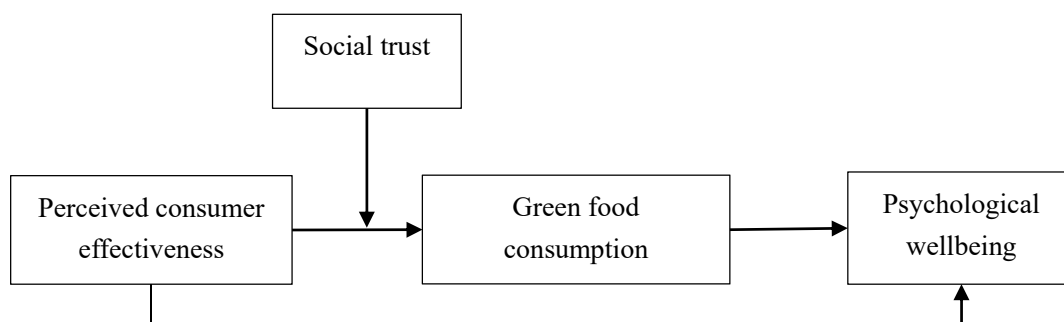 Social trust
Perceived consumer
effectiveness
Green food
consumption
Psychological
wellbeing